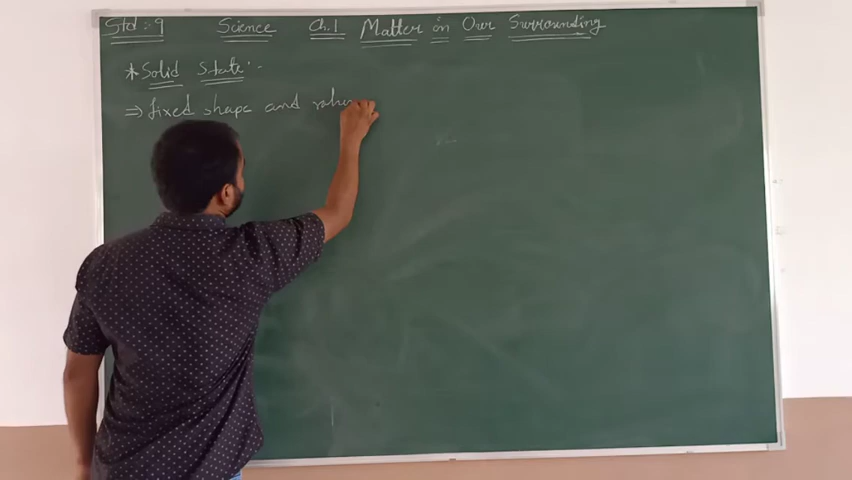 Std :- 9 Science Ch.1 Matter in Our Surrounding
* Solid State :-
⇒ fixed shape and volu